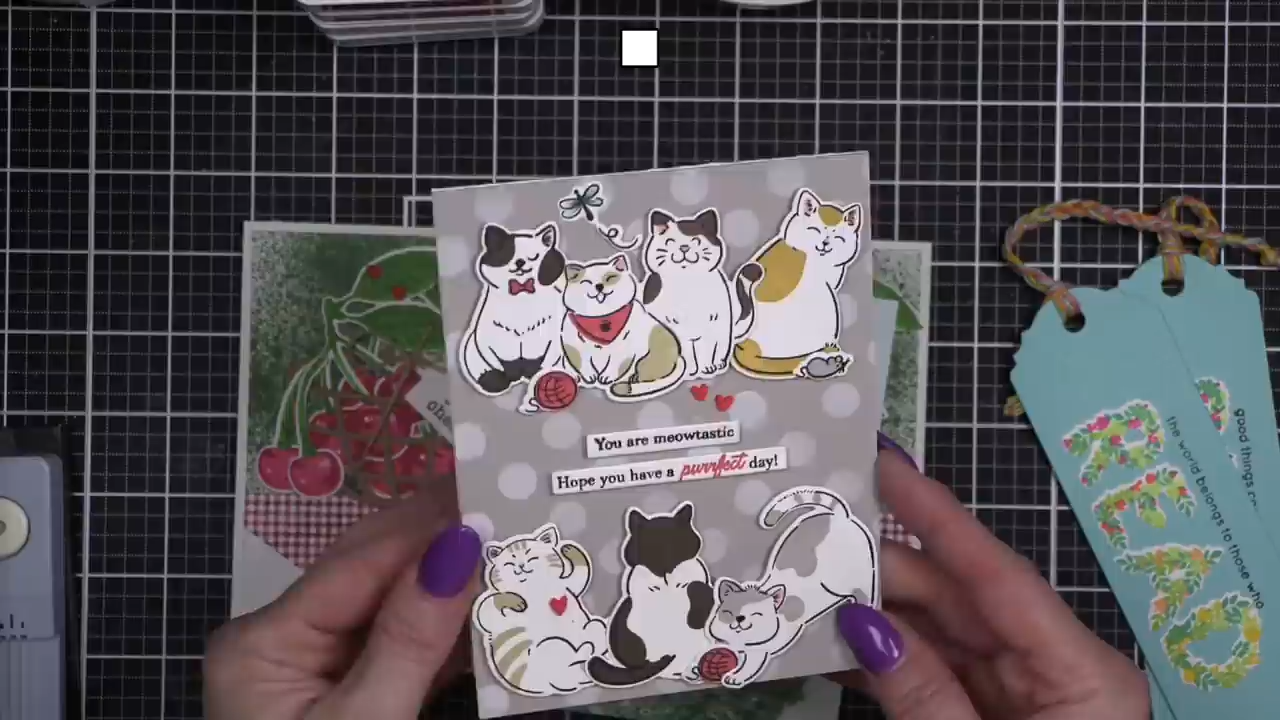 You are meowtastic
Hope you have a purrfect day!
READ
the world belongs to those who
good things